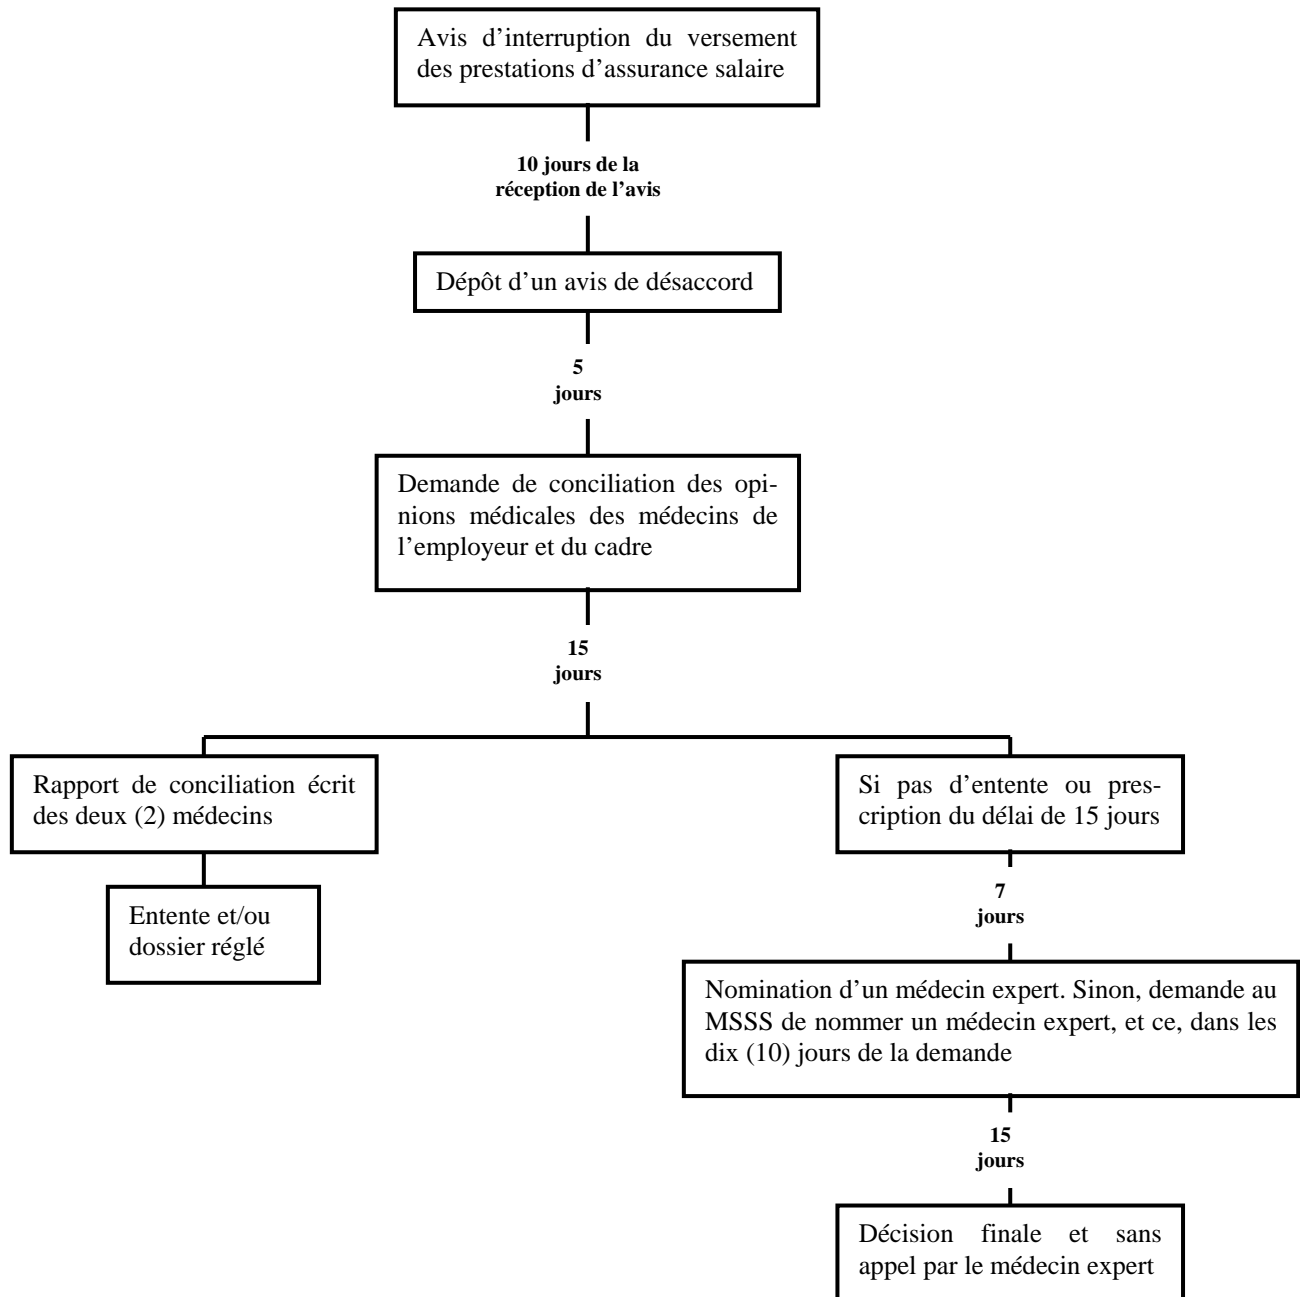 Avis d’interruption du versement
des prestations d’assurance salaire
10 jours de la
réception de l’avis
Dépôt d’un avis de désaccord
5
jours
Demande de conciliation des opi-
nions médicales des médecins de
l’employeur et du cadre
15
jours
Rapport de conciliation écrit
des deux (2) médecins
Entente et/ou
dossier réglé
Si pas d’entente ou pres-
cription du délai de 15 jours
7
jours
Nomination d’un médecin expert. Sinon, demande au
MSSS de nommer un médecin expert, et ce, dans les
dix (10) jours de la demande
15
jours
Décision finale et sans
appel par le médecin expert